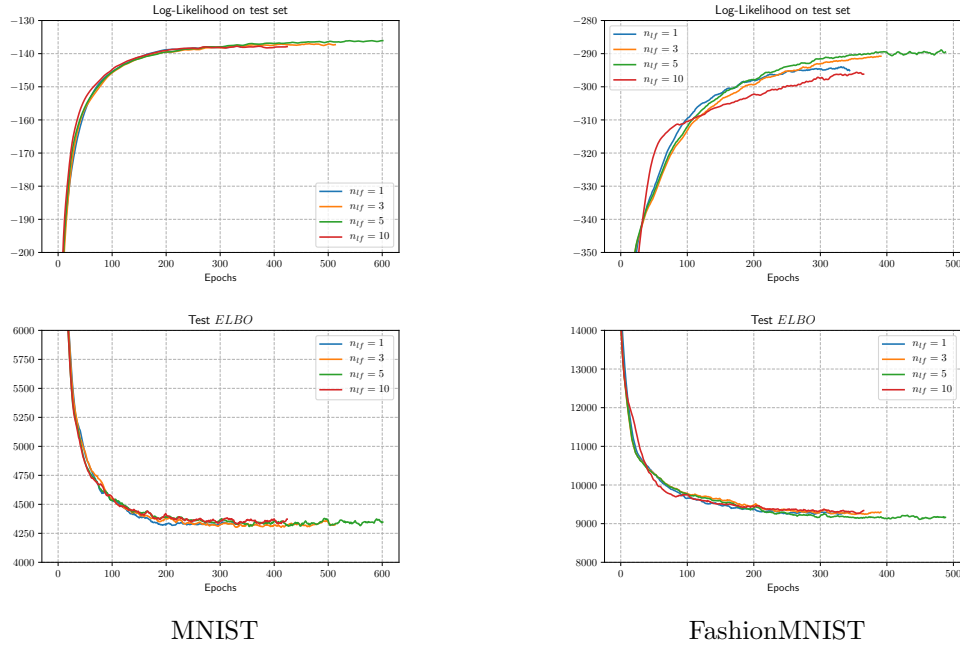 Log-Likelihood on test set
−130
−140
−150
−160
−170
−180
−190
−200
n_lf = 1
n_lf = 3
n_lf = 5
n_lf = 10
0 100 200 300 400 500 600
Epochs
Log-Likelihood on test set
−280
−290
−300
−310
−320
−330
−340
−350
n_lf = 1
n_lf = 3
n_lf = 5
n_lf = 10
0 100 200 300 400 500
Epochs
Test ELBO
6000
5750
5500
5250
5000
4750
4500
4250
4000
n_lf = 1
n_lf = 3
n_lf = 5
n_lf = 10
0 100 200 300 400 500 600
Epochs
MNIST
Test ELBO
14000
13000
12000
11000
10000
9000
8000
n_lf = 1
n_lf = 3
n_lf = 5
n_lf = 10
0 100 200 300 400 500
Epochs
FashionMNIST